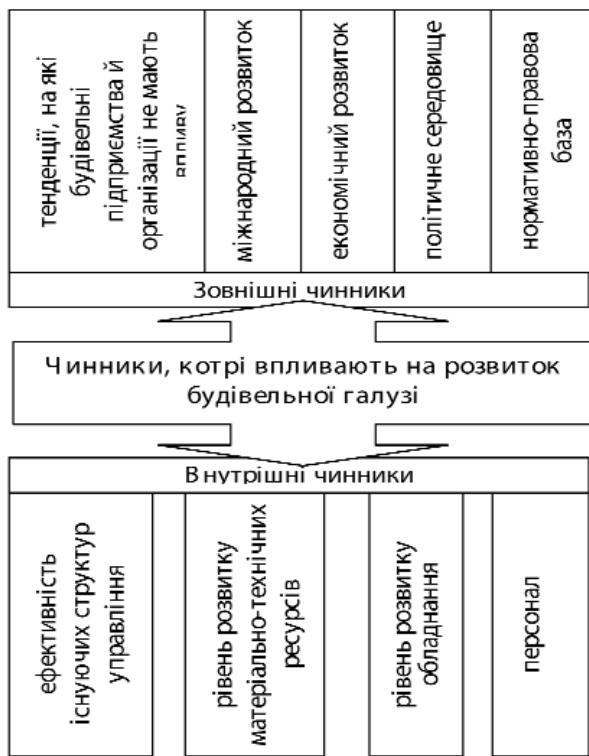 тенденції, на які
будівельні
підприємства й
організації не мають
впливу
міжнародний розвиток
економічний розвиток
політичне середовище
нормативно-правова
база
Зовнішні чинники
Чинники, котрі впливають на розвиток
будівельної галузі
Внутрішні чинники
ефективність
існуючих структур
управління
рівень розвитку
матеріально-технічних
ресурсів
рівень розвитку
обладнання
персонал